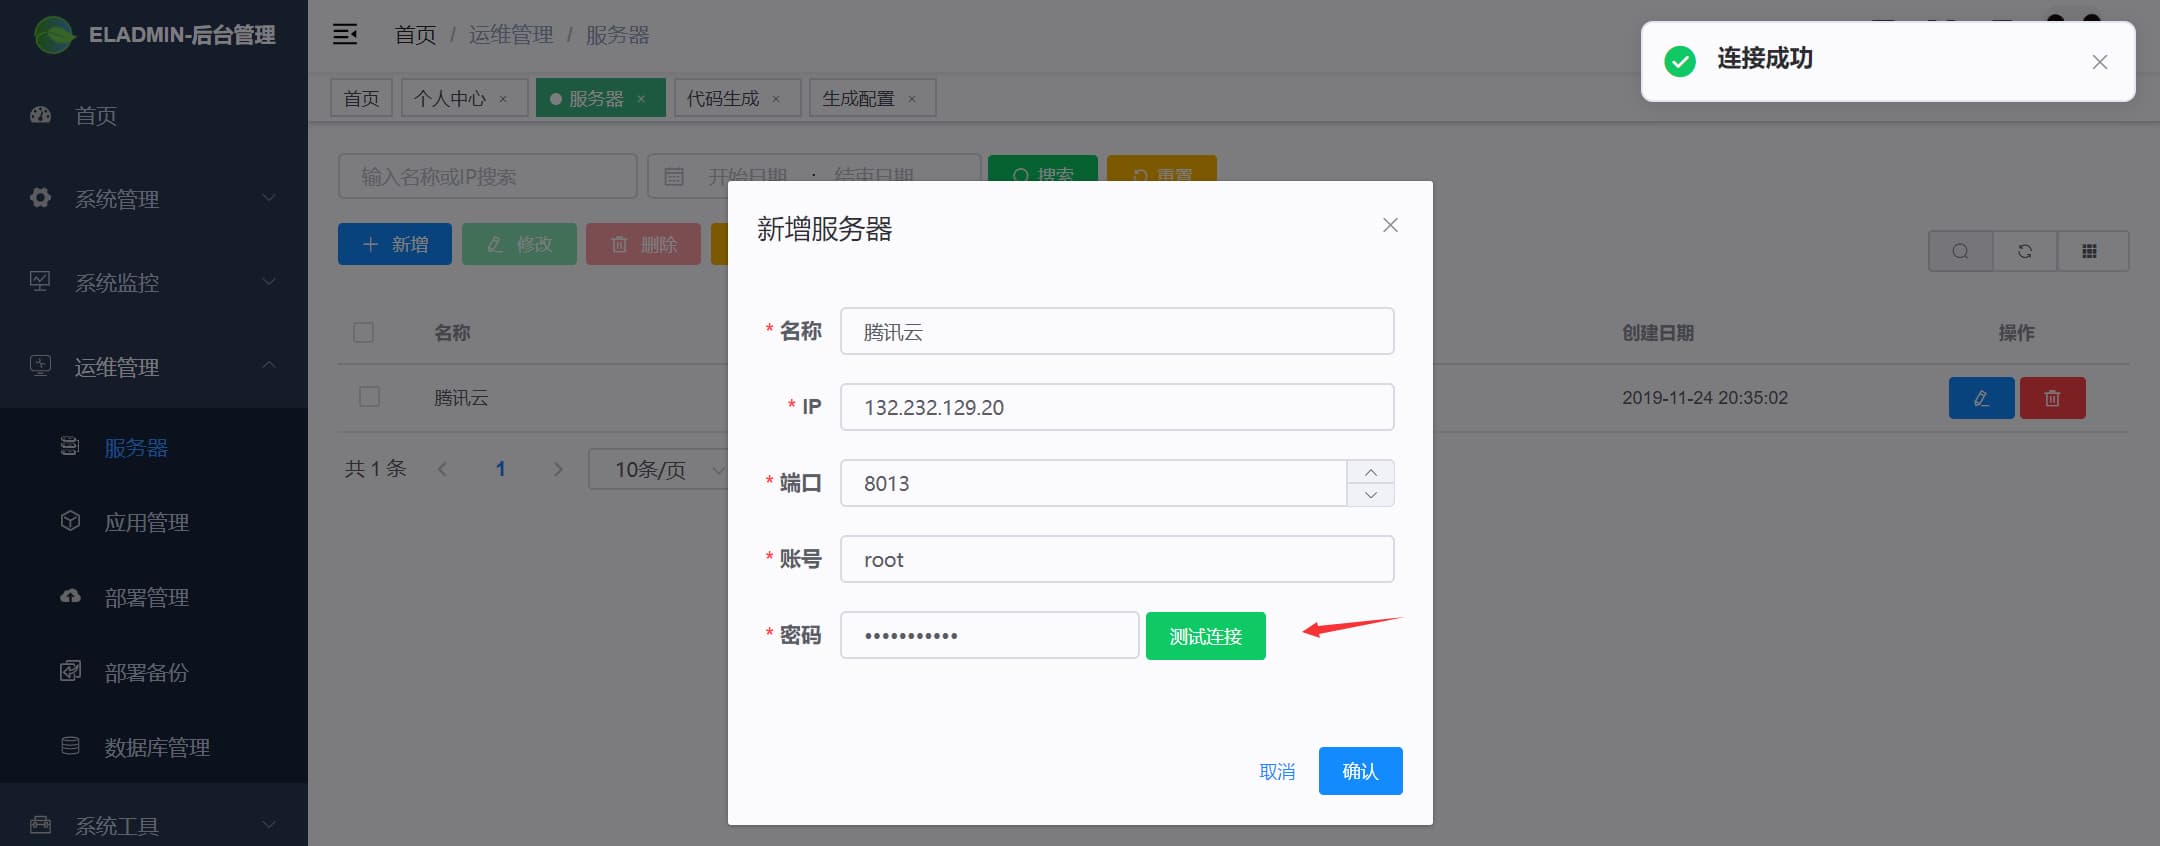 ELADMIN-后台管理
首页
系统管理
系统监控
运维管理
服务器
应用管理
部署管理
部署备份
数据库管理
系统工具
首页 / 运维管理 / 服务器
首页
个人中心 ×
服务器 ×
代码生成 ×
生成配置 ×
输入名称或IP搜索
开始日期 : 结束日期
搜索
重置
新增
修改
删除
名称
创建日期
操作
腾讯云
2019-11-24 20:35:02
共 1 条
1
10条/页
新增服务器
* 名称
腾讯云
* IP
132.232.129.20
* 端口
8013
* 账号
root
* 密码
•••••••••••
测试连接
取消
确认
连接成功